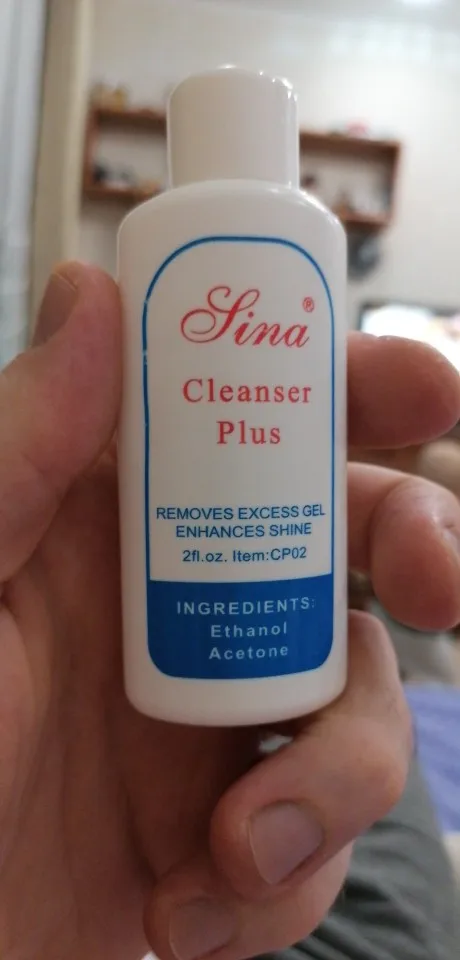 Sina®
Cleanser
Plus
REMOVES EXCESS GEL
ENHANCES SHINE
2fl.oz. Item:CP02
INGREDIENTS:
Ethanol
Acetone